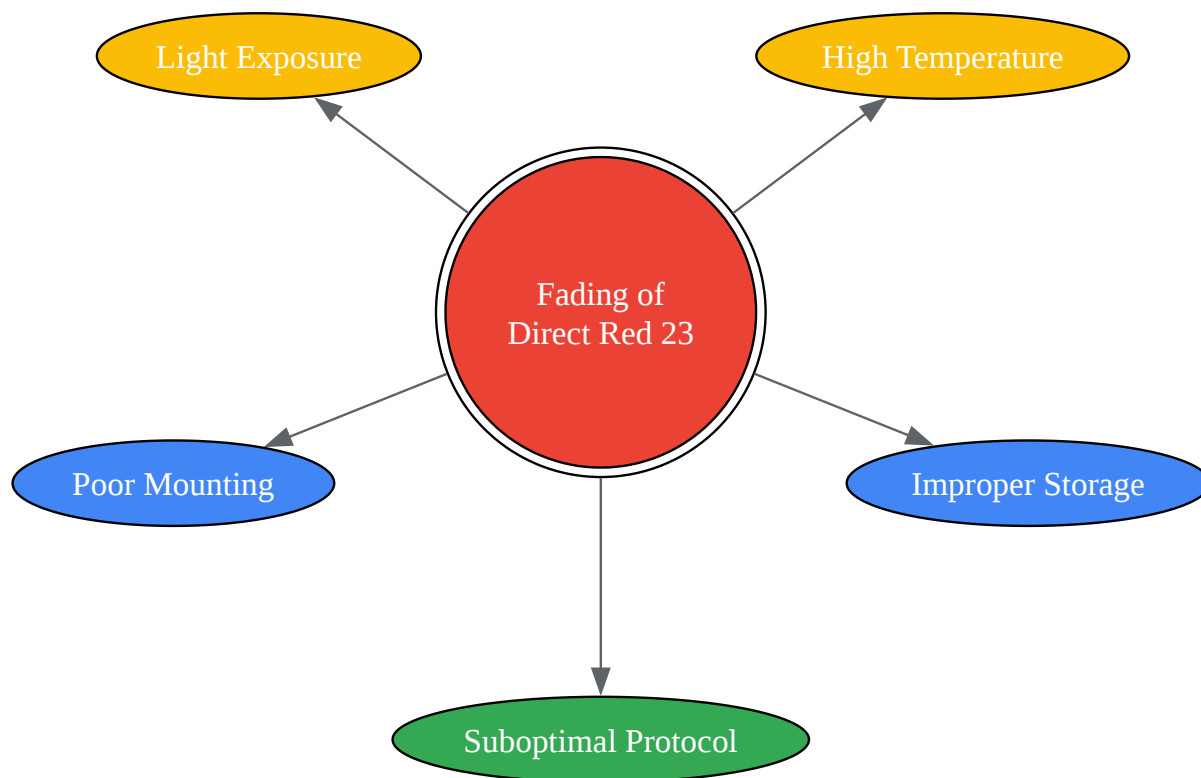 Light Exposure
High Temperature
Fading of
Direct Red 23
Poor Mounting
Improper Storage
Suboptimal Protocol